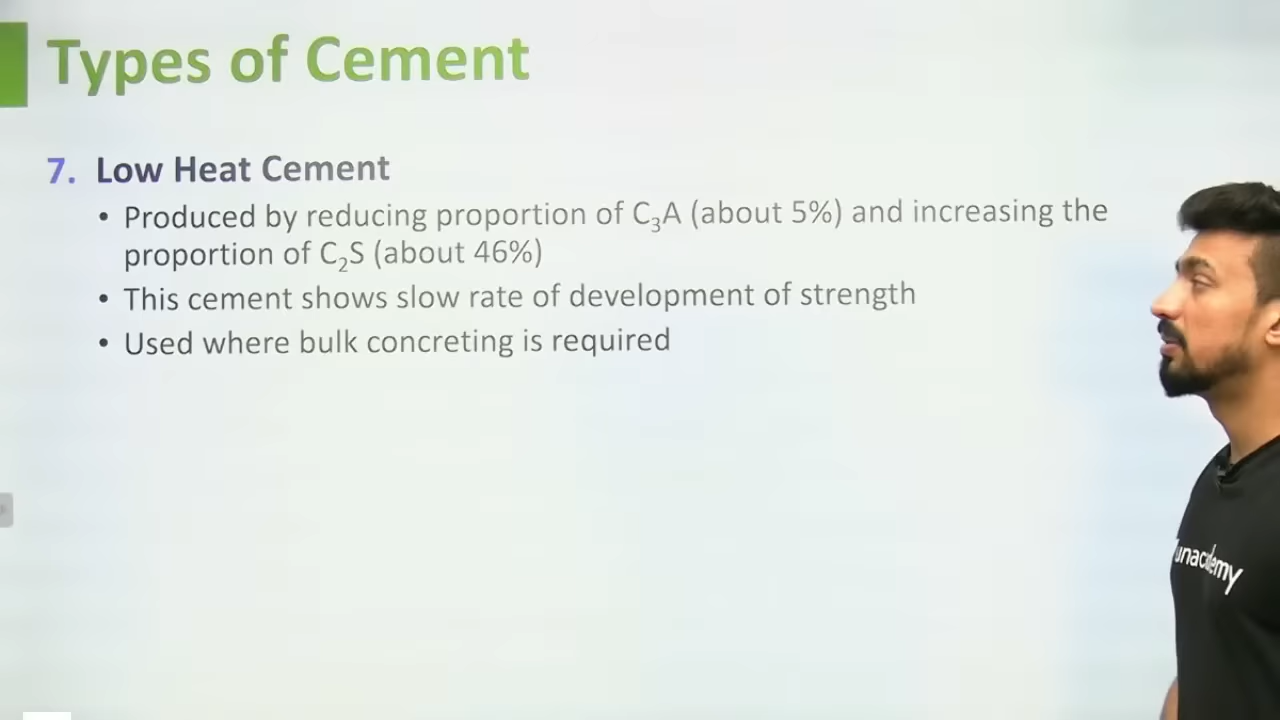 Types of Cement
7. Low Heat Cement
• Produced by reducing proportion of C₃A (about 5%) and increasing the
proportion of C₂S (about 46%)
• This cement shows slow rate of development of strength
• Used where bulk concreting is required
unacademy